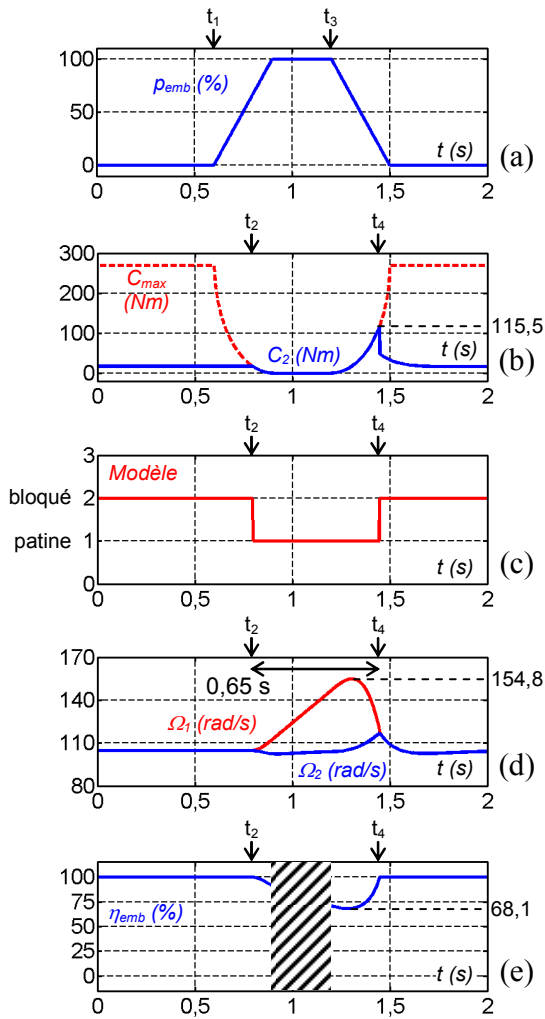 t1 t3
100
50
0
p_emb (%)
t (s)
0 0,5 1 1,5 2
(a)
t2 t4
300
200
100
0
C_max
(Nm)
C2 (Nm)
115,5
t (s)
0 0,5 1 1,5 2
(b)
t2 t4
3
bloqué 2
patine 1
0
Modèle
t (s)
0 0,5 1 1,5 2
(c)
t2 t4
170
140
110
80
0,65 s
154,8
Ω1 (rad/s)
Ω2 (rad/s)
t (s)
0 0,5 1 1,5 2
(d)
t2 t4
100
75
50
25
0
η_emb (%)
68,1
t (s)
0 0,5 1 1,5 2
(e)